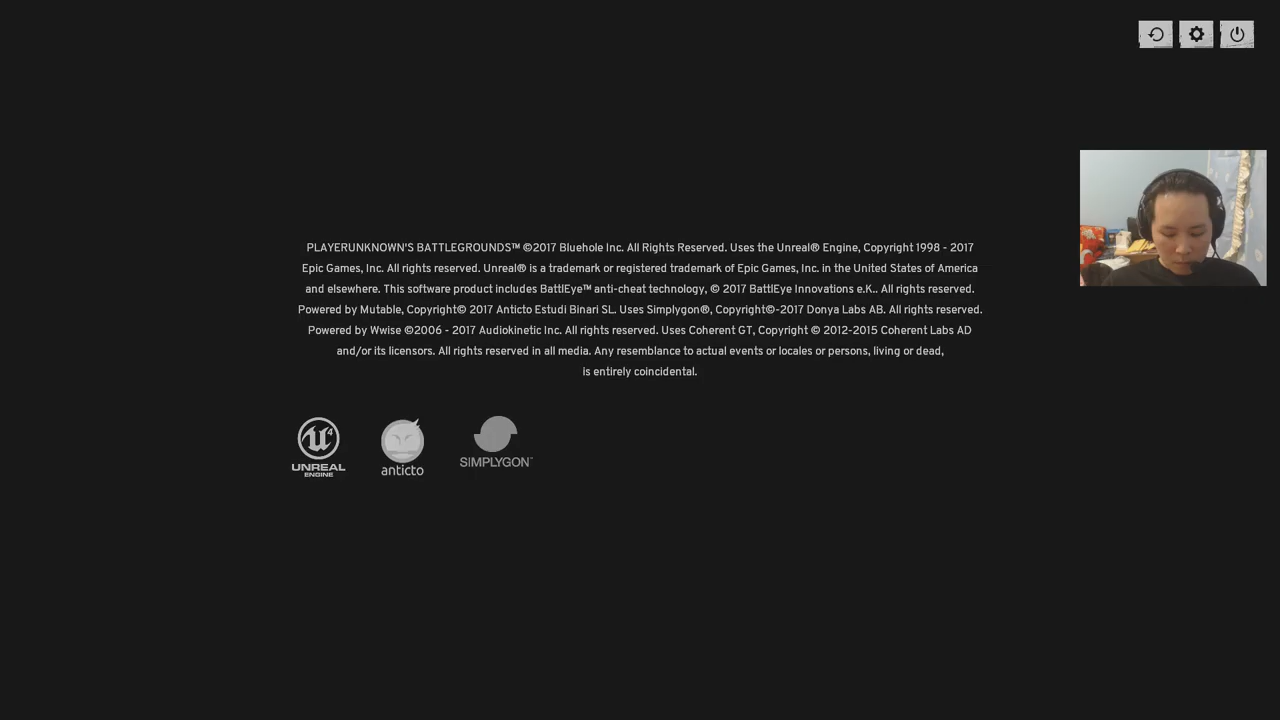 PLAYERUNKNOWN'S BATTLEGROUNDS™ ©2017 Bluehole Inc. All Rights Reserved. Uses the Unreal® Engine, Copyright 1998 - 2017
Epic Games, Inc. All rights reserved. Unreal® is a trademark or registered trademark of Epic Games, Inc. in the United States of America
and elsewhere. This software product includes BattlEye™ anti-cheat technology, © 2017 BattlEye Innovations e.K.. All rights reserved.
Powered by Mutable, Copyright© 2017 Anticto Estudi Binari SL. Uses Simplygon®, Copyright©-2017 Donya Labs AB. All rights reserved.
Powered by Wwise ©2006 - 2017 Audiokinetic Inc. All rights reserved. Uses Coherent GT, Copyright © 2012-2015 Coherent Labs AD
and/or its licensors. All rights reserved in all media. Any resemblance to actual events or locales or persons, living or dead,
is entirely coincidental.
U4
UNREAL
ENGINE
anticto
SIMPLYGON™